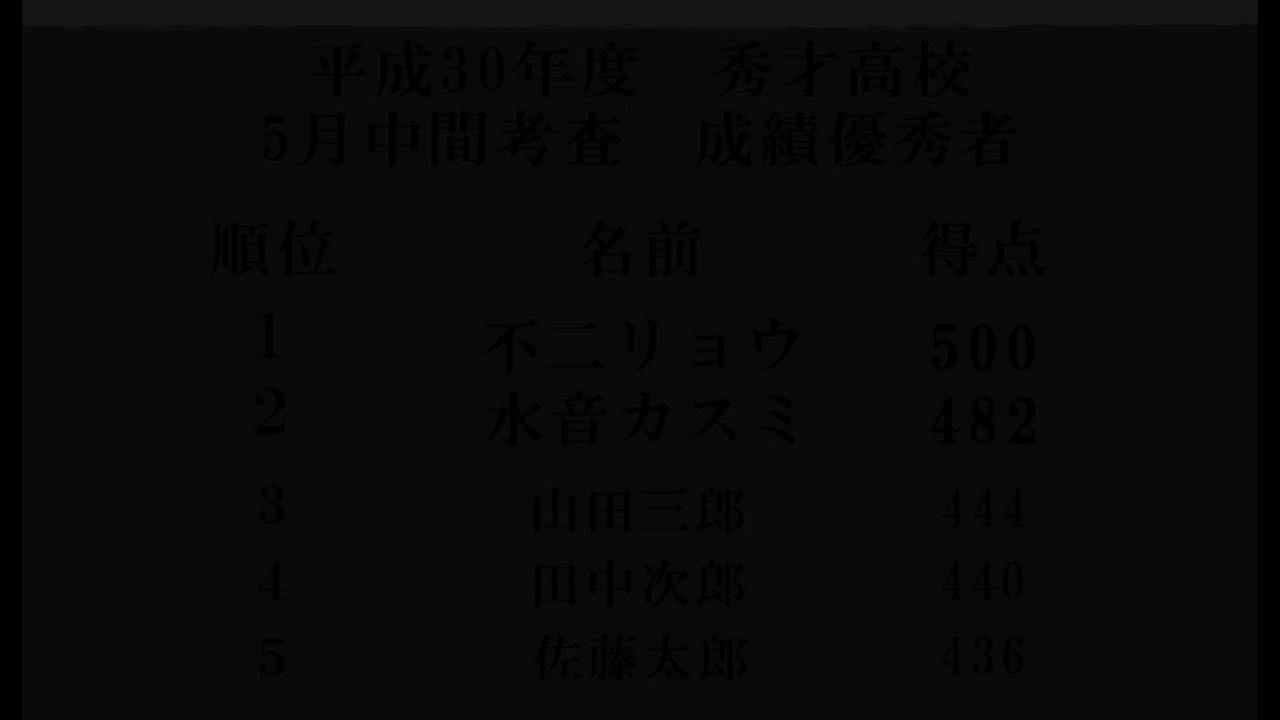 平成30年度　秀才高校
5月中間考査　成績優秀者
順位　名前　得点
1　不二リョウ　500
2　水音カスミ　482
3　山田三郎　444
4　田中次郎　440
5　佐藤太郎　436